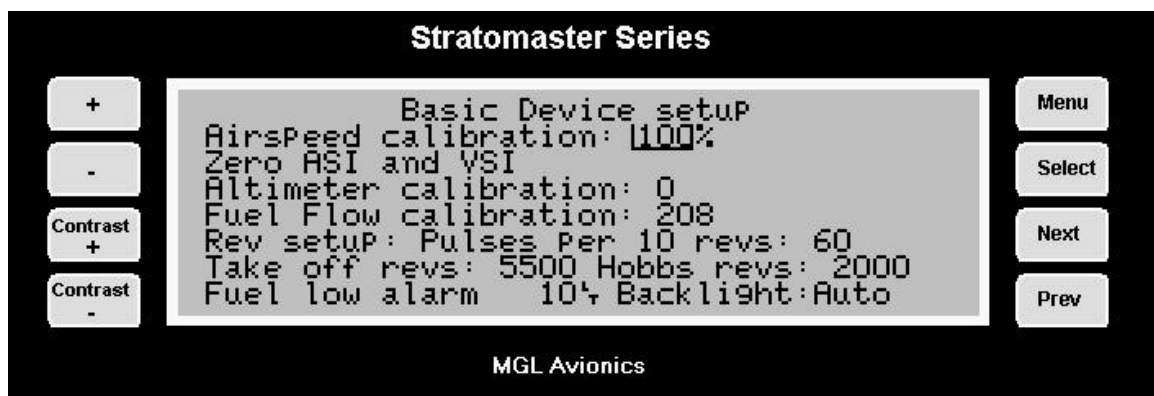 Stratomaster Series
+
-
Contrast
+
Contrast
-
Basic Device setup
Airspeed calibration: 100%
Zero ASI and VSI
Altimeter calibration: 0
Fuel Flow calibration: 208
Rev setup: Pulses per 10 revs: 60
Take off revs: 5500 Hobbs revs: 2000
Fuel low alarm 10 Backlight:Auto
Menu
Select
Next
Prev
MGL Avionics